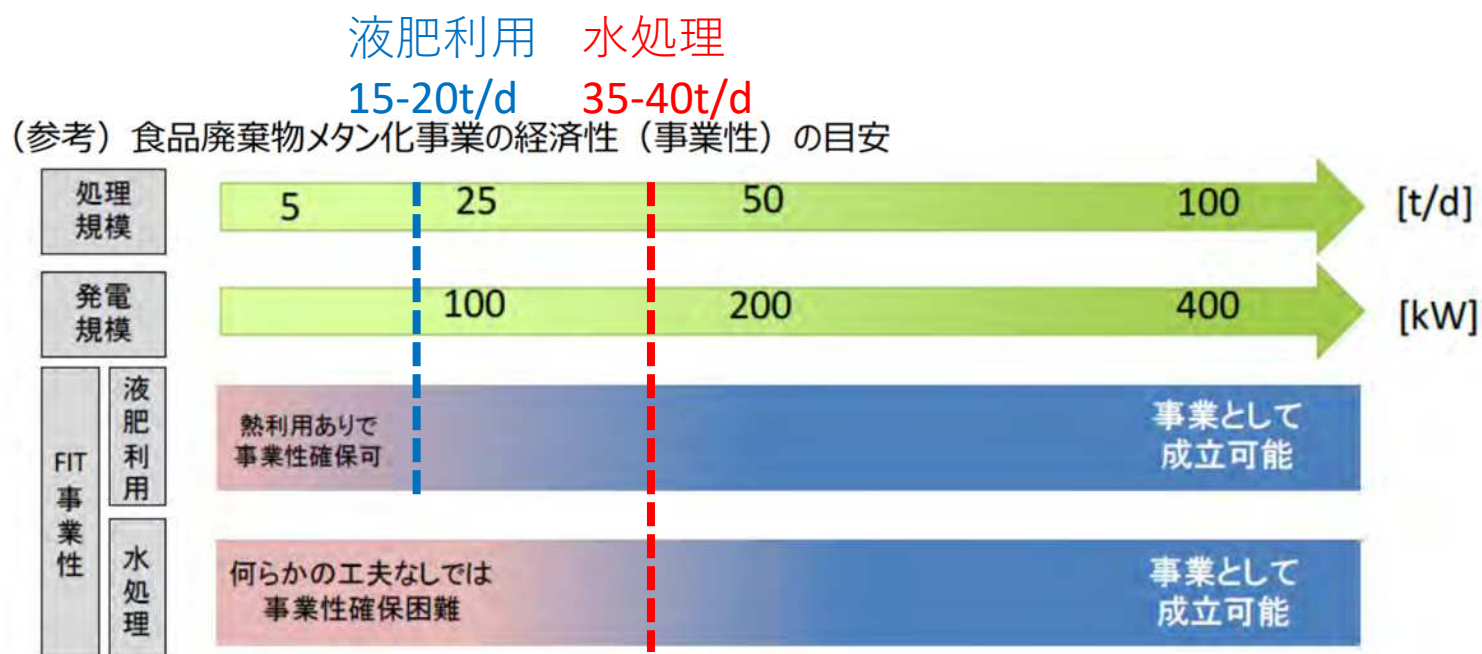 液肥利用 水処理
15-20t/d 35-40t/d
（参考）食品廃棄物メタン化事業の経済性（事業性）の目安
処理
規模
5 25 50 100 [t/d]
発電
規模
100 200 400 [kW]
FIT
事
業
性
液
肥
利
用
熱利用ありで
事業性確保可
事業として
成立可能
水
処
理
何らかの工夫なしでは
事業性確保困難
事業として
成立可能